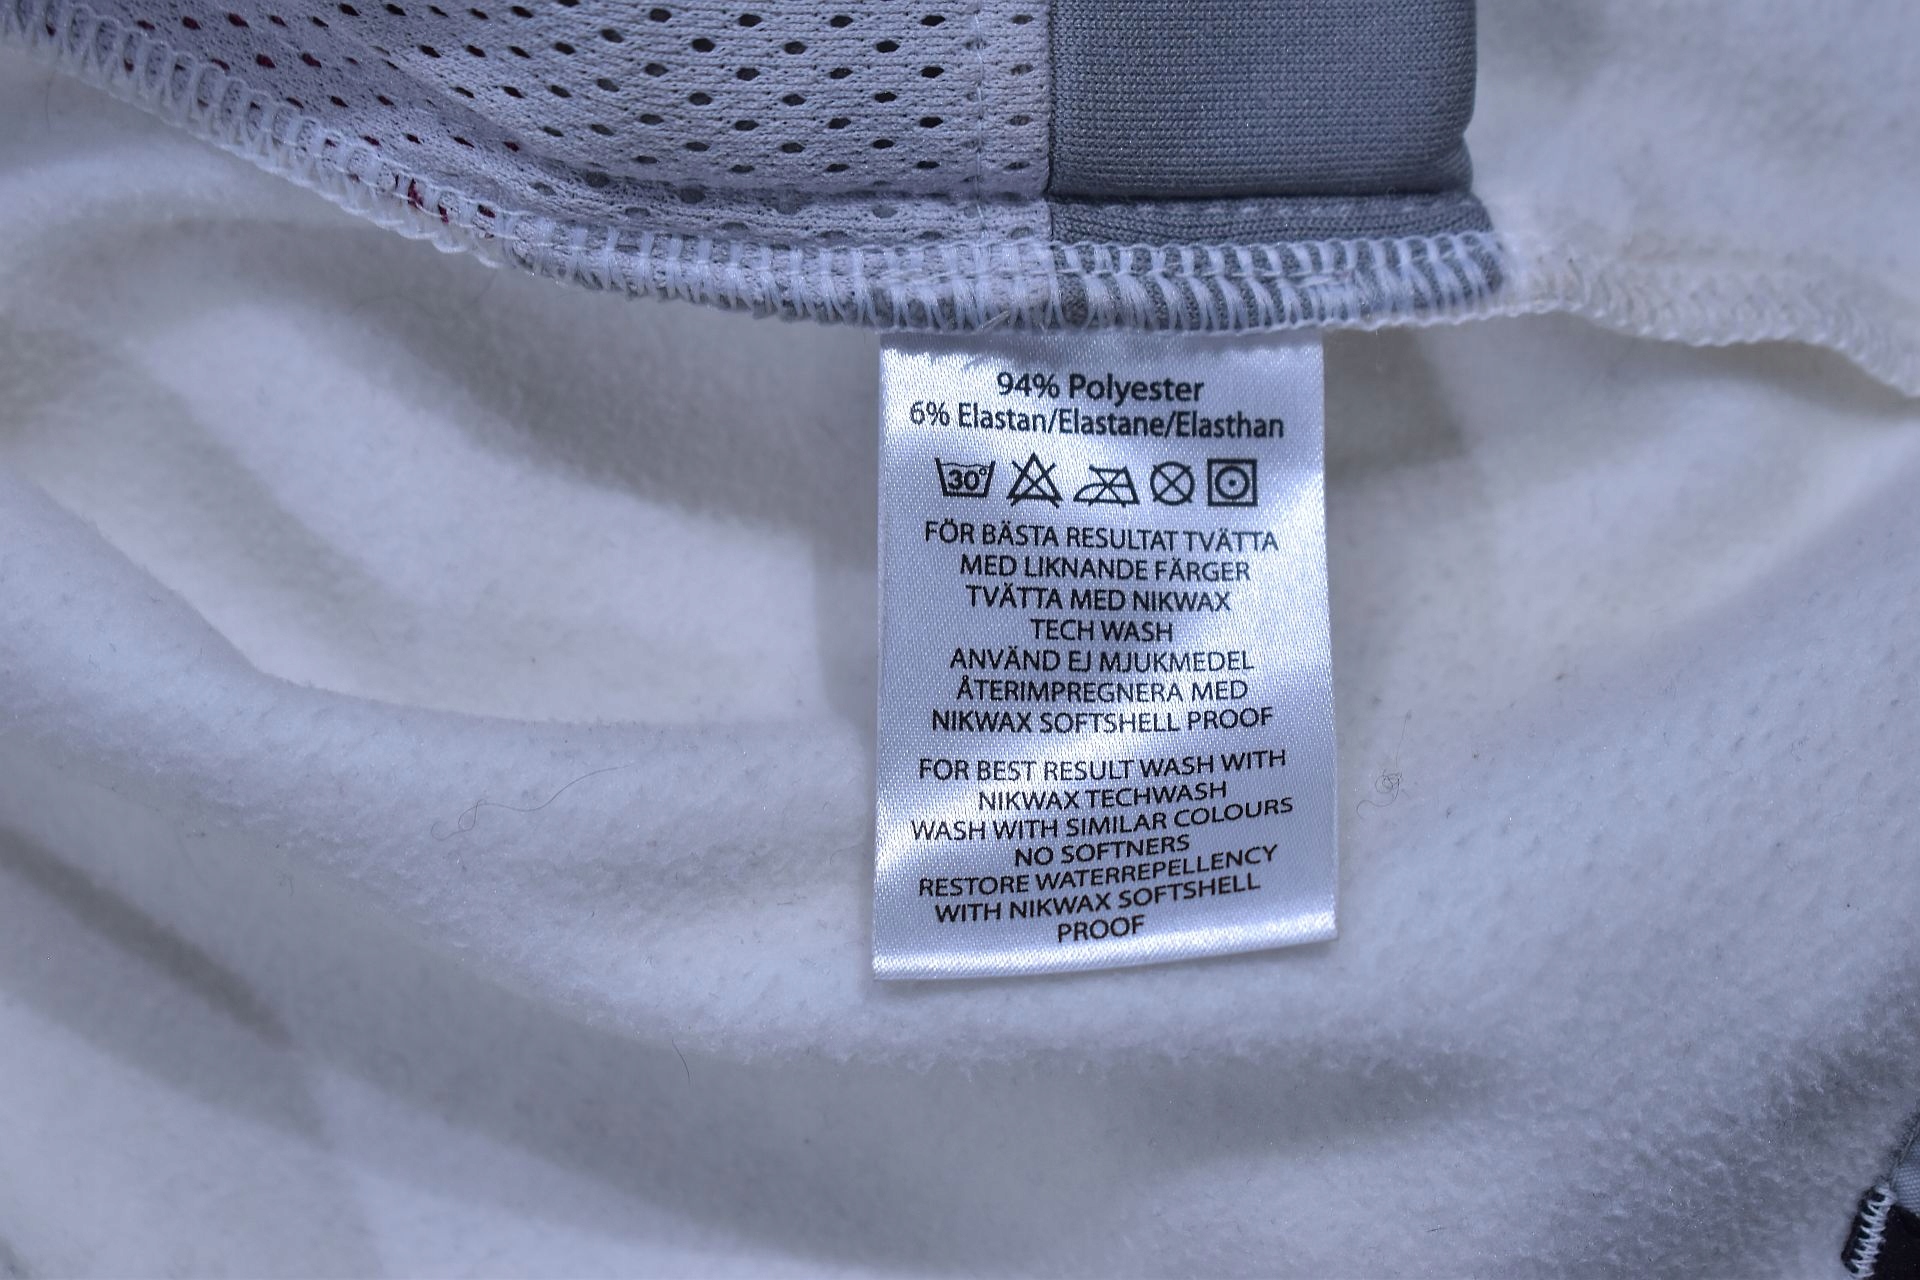 94% Polyester
6% Elastan/Elastane/Elasthan
30°
FÖR BÄSTA RESULTAT TVÄTTA
MED LIKNANDE FÄRGER
TVÄTTA MED NIKWAX
TECH WASH
ANVÄND EJ MJUKMEDEL
ÅTERIMPREGNERA MED
NIKWAX SOFTSHELL PROOF
FOR BEST RESULT WASH WITH
NIKWAX TECHWASH
WASH WITH SIMILAR COLOURS
NO SOFTNERS
RESTORE WATERREPELLENCY
WITH NIKWAX SOFTSHELL
PROOF